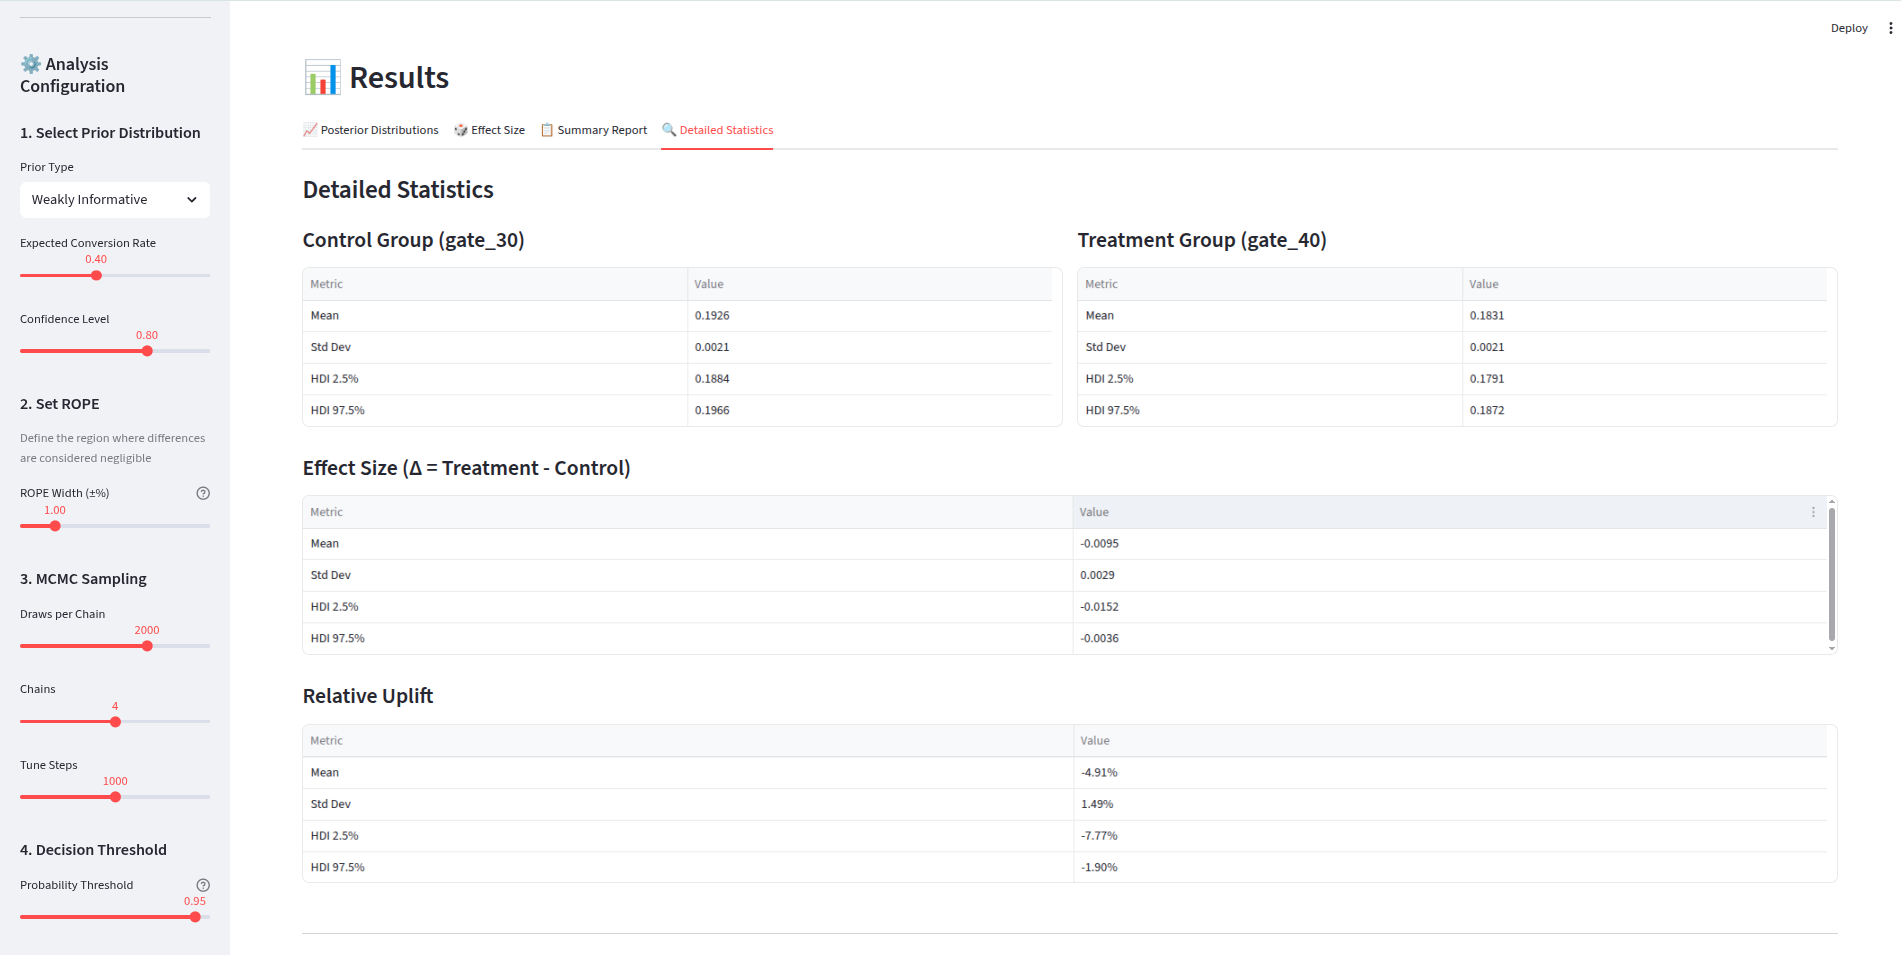 Deploy
⚙️ Analysis
Configuration
1. Select Prior Distribution
Prior Type
Weakly Informative
Expected Conversion Rate
0.40
Confidence Level
0.80
2. Set ROPE
Define the region where differences
are considered negligible
ROPE Width (±%)
1.00
3. MCMC Sampling
Draws per Chain
2000
Chains
4
Tune Steps
1000
4. Decision Threshold
Probability Threshold
0.95
📊 Results
📈 Posterior Distributions 🎲 Effect Size 📋 Summary Report 🔍 Detailed Statistics
Detailed Statistics
Control Group (gate_30)
Metric Value
Mean 0.1926
Std Dev 0.0021
HDI 2.5% 0.1884
HDI 97.5% 0.1966
Treatment Group (gate_40)
Metric Value
Mean 0.1831
Std Dev 0.0021
HDI 2.5% 0.1791
HDI 97.5% 0.1872
Effect Size (Δ = Treatment - Control)
Metric Value
Mean -0.0095
Std Dev 0.0029
HDI 2.5% -0.0152
HDI 97.5% -0.0036
Relative Uplift
Metric Value
Mean -4.91%
Std Dev 1.49%
HDI 2.5% -7.77%
HDI 97.5% -1.90%